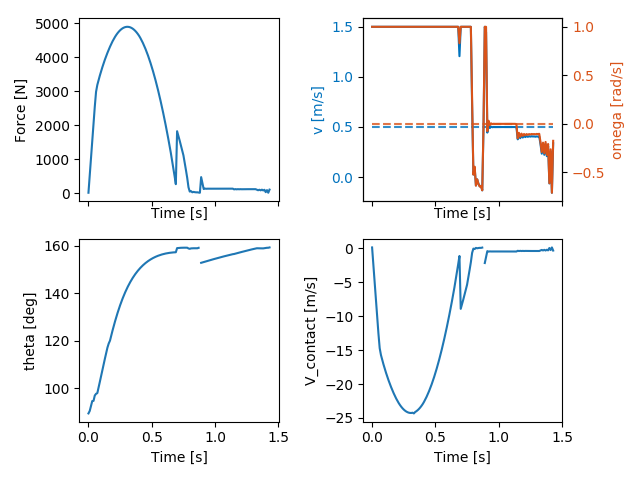 5000
4000
3000
2000
1000
0
Force [N]
Time [s]
1.5
1.0
0.5
0.0
v [m/s]
1.0
0.5
0.0
−0.5
omega [rad/s]
Time [s]
160
140
120
100
theta [deg]
0.0 0.5 1.0 1.5
Time [s]
0
−5
−10
−15
−20
−25
V_contact [m/s]
0.0 0.5 1.0 1.5
Time [s]